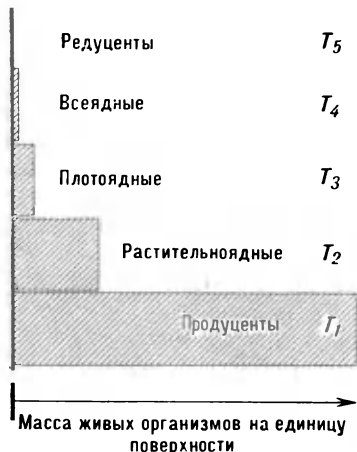 Редуценты T5
Всеядные T4
Плотоядные T3
Растительноядные T2
Продуценты T1
Масса живых организмов на единицу
поверхности